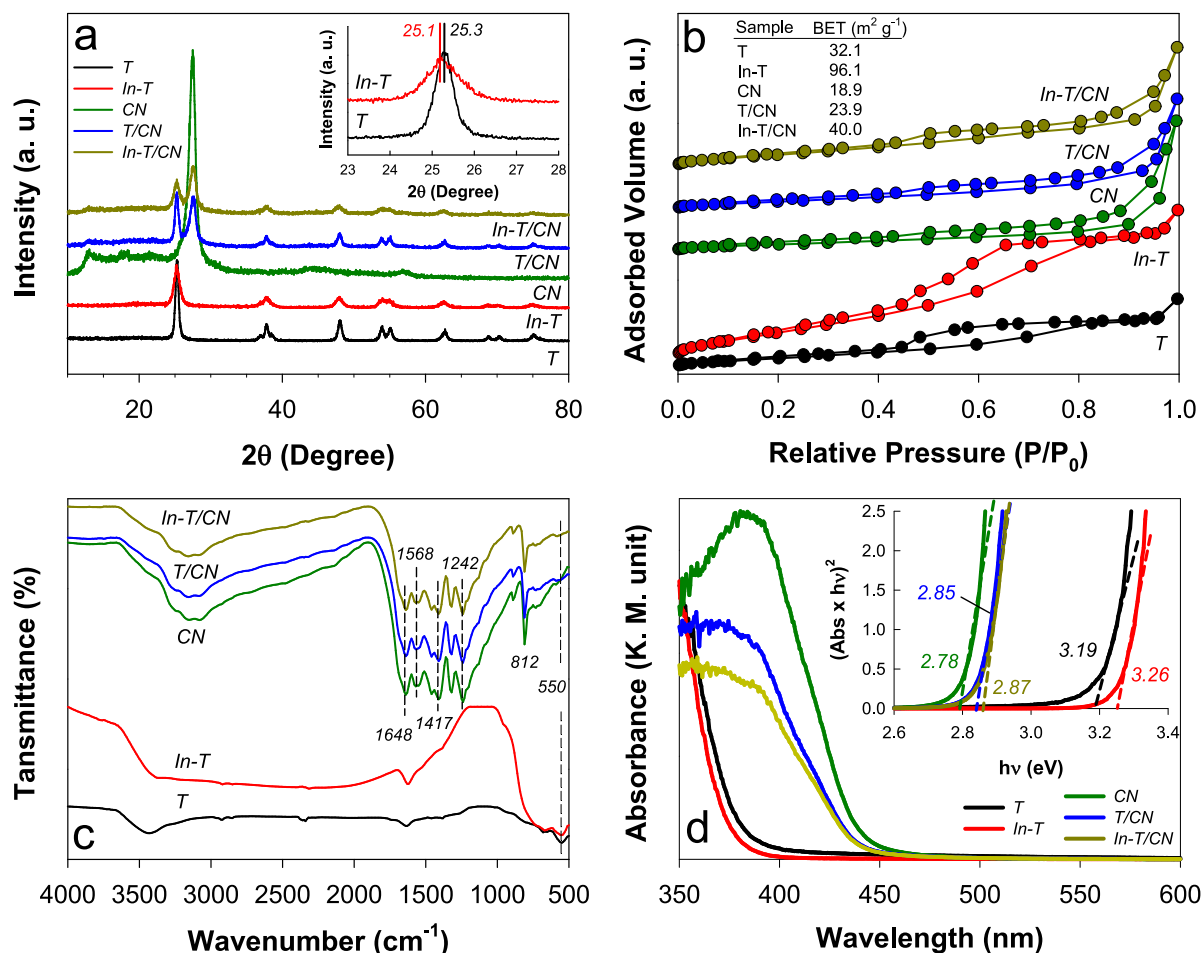 a
T
In-T
CN
T/CN
In-T/CN
25.1 25.3
In-T
T
Intensity (a. u.)
23 24 25 26 27 28
2θ (Degree)
In-T/CN
T/CN
CN
In-T
T
Intensity (a. u.)
20 40 60 80
2θ (Degree)
b
Sample BET (m² g⁻¹)
T 32.1
In-T 96.1
CN 18.9
T/CN 23.9
In-T/CN 40.0
In-T/CN
T/CN
CN
In-T
T
Adsorbed Volume (a. u.)
0.0 0.2 0.4 0.6 0.8 1.0
Relative Pressure (P/P₀)
In-T/CN
T/CN
CN
1568
1242
812
550
1648
1417
In-T
T
c
Tansmittance (%)
4000 3500 3000 2500 2000 1500 1000 500
Wavenumber (cm⁻¹)
2.5
2.0
1.5
1.0
0.5
0.0
(Abs x hν)²
2.85
2.78
2.87
3.19
3.26
2.6 2.8 3.0 3.2 3.4
hν (eV)
T
In-T
CN
T/CN
In-T/CN
d
Absorbance (K. M. unit)
350 400 450 500 550 600
Wavelength (nm)